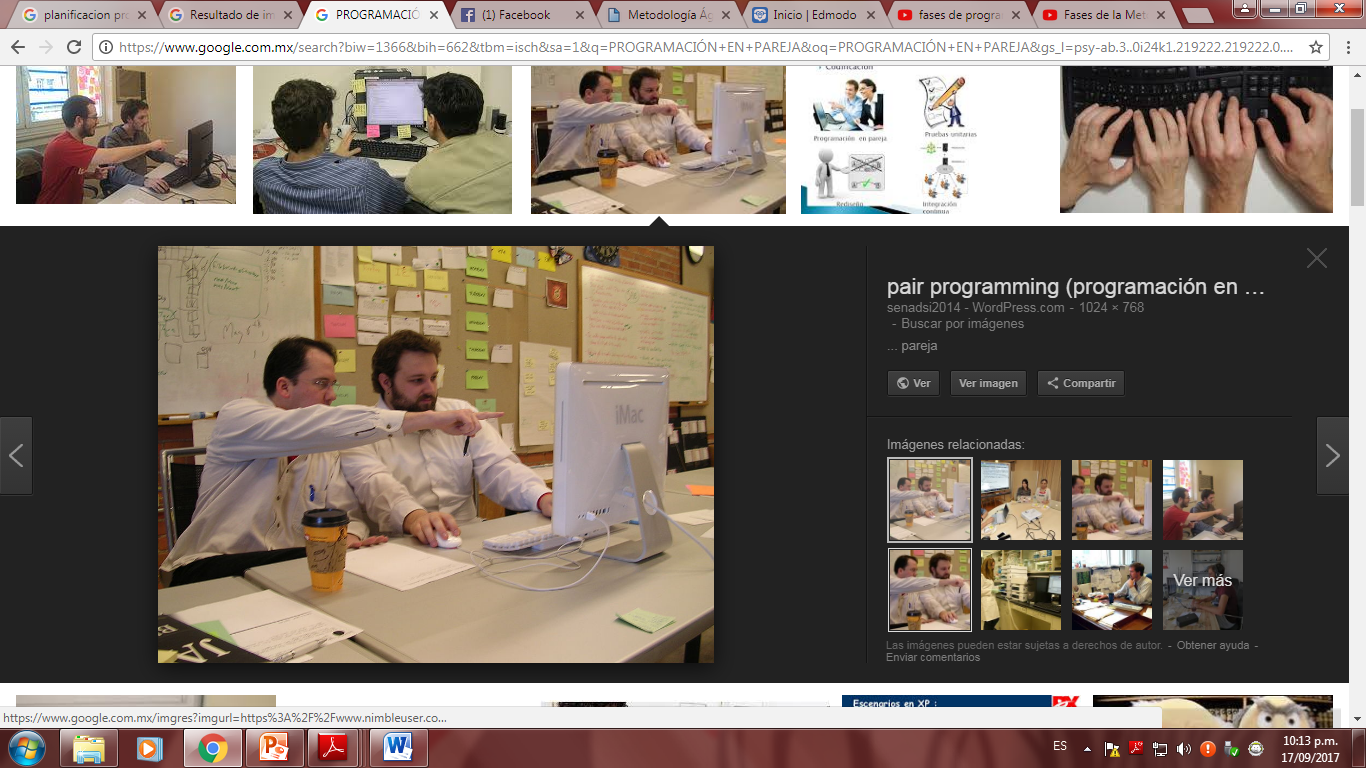 planificacion pro
Resultado de im
PROGRAMACIÓ
(1) Facebook
Metodología Ág
Inicio | Edmodo
fases de progra
Fases de la Met
https://www.google.com.mx/search?biw=1366&bih=662&tbm=isch&sa=1&q=PROGRAMACIÓN+EN+PAREJA&oq=PROGRAMACIÓN+EN+PAREJA&gs_l=psy-ab.3..0i24k1.219222.219222.0....
Codificación
Programación en pareja
Pruebas unitarias
Rediseño
Integración
continua
iMac
JA
pair programming (programación en ...
senadsi2014 - WordPress.com - 1024 × 768
- Buscar por imágenes
... pareja
Ver
Ver imagen
Compartir
Imágenes relacionadas:
Ver más
Las imágenes pueden estar sujetas a derechos de autor. - Obtener ayuda -
Enviar comentarios
Escenarios en XP :
https://www.google.com.mx/imgres?imgurl=https%3A%2F%2Fwww.nimbleuser.co...
ES
10:13 p.m.
17/09/2017